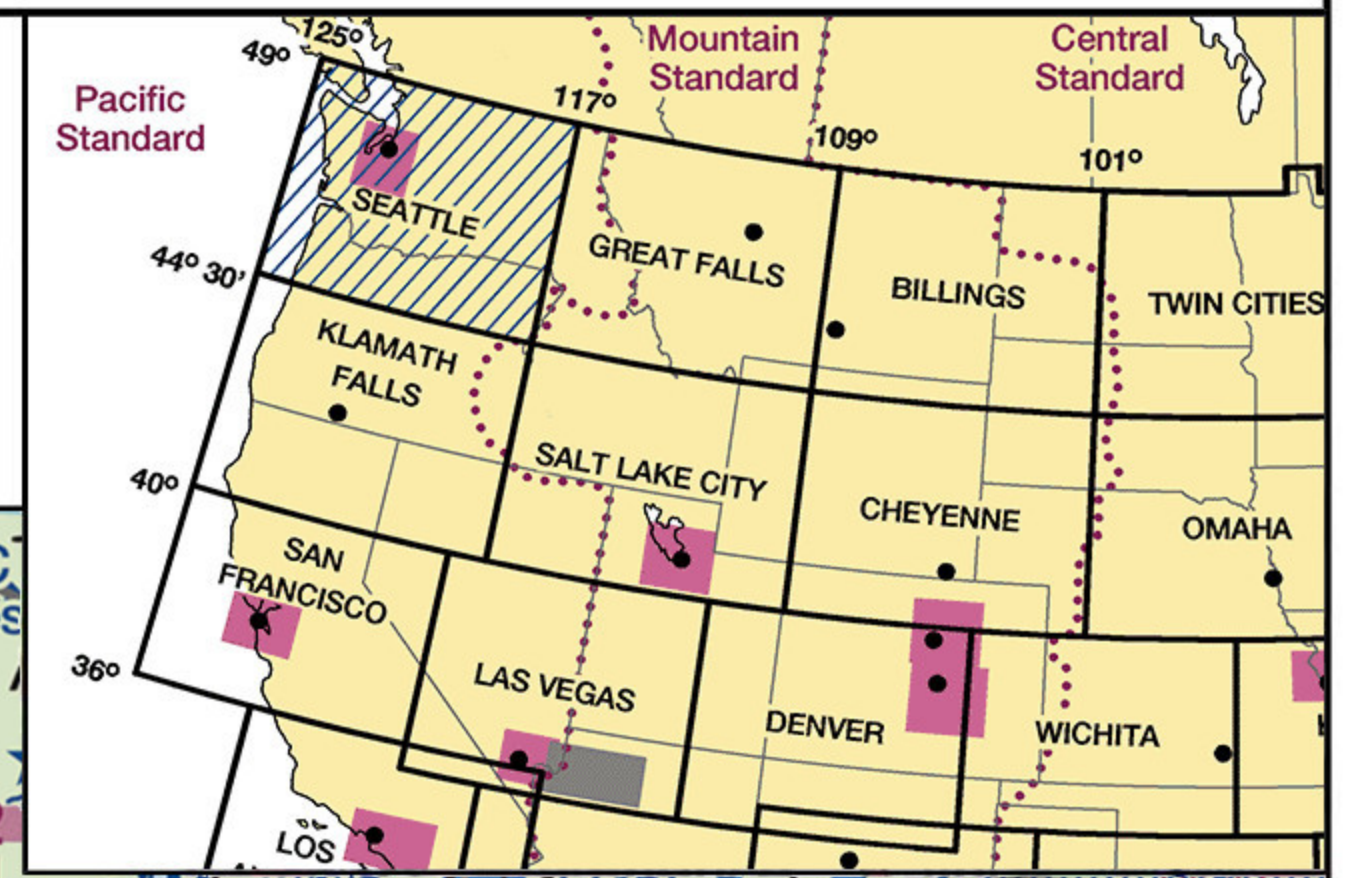 125°
49°
Mountain
Standard
Central
Standard
Pacific
Standard
117°
109°
101°
SEATTLE
GREAT FALLS
44° 30'
BILLINGS
TWIN CITIES
KLAMATH
FALLS
SALT LAKE CITY
40°
CHEYENNE
OMAHA
SAN
FRANCISCO
36°
LAS VEGAS
DENVER
WICHITA
LOS